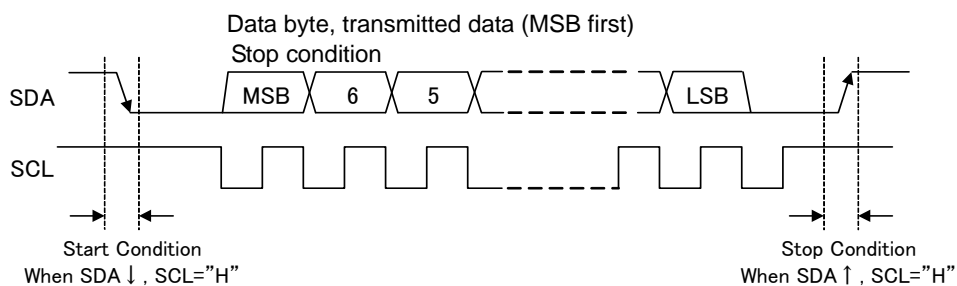 Data byte, transmitted data (MSB first)
Stop condition
SDA
MSB 6 5 LSB
SCL
Start Condition
When SDA↓, SCL="H"
Stop Condition
When SDA↑, SCL="H"